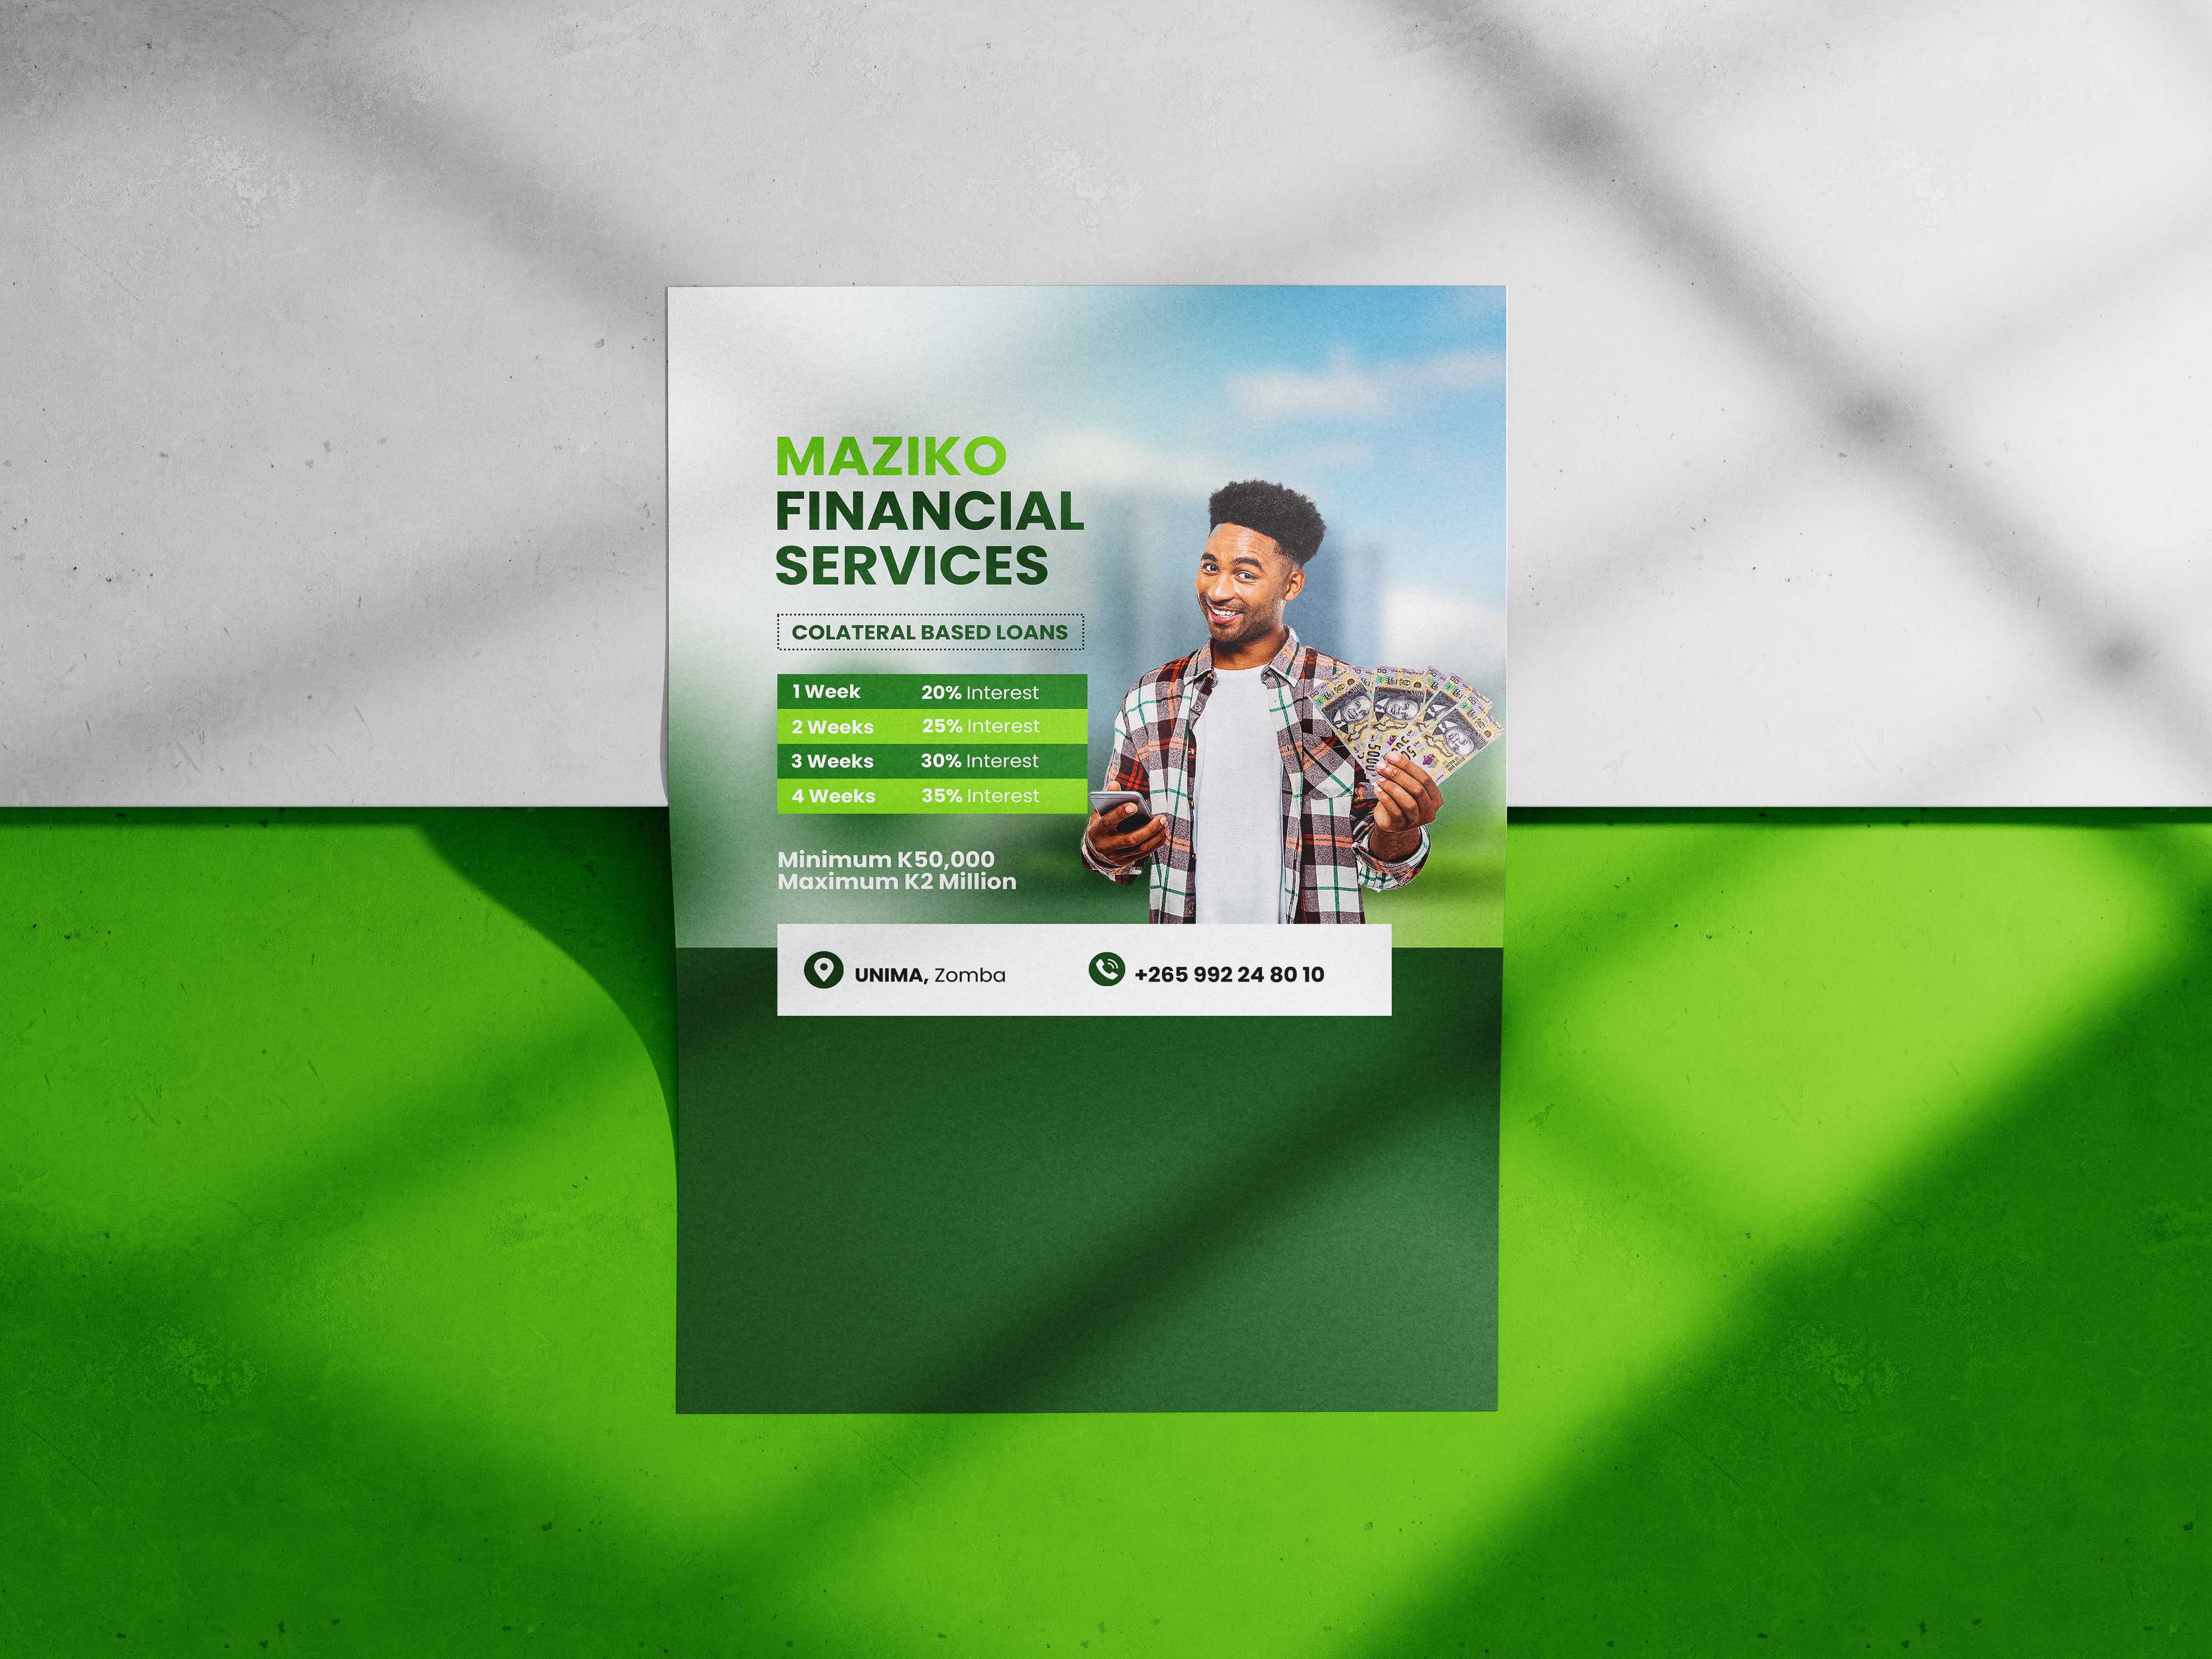 MAZIKO
FINANCIAL
SERVICES
COLATERAL BASED LOANS
1 Week 20% Interest
2 Weeks 25% Interest
3 Weeks 30% Interest
4 Weeks 35% Interest
Minimum K50,000
Maximum K2 Million
UNIMA, Zomba +265 992 24 80 10